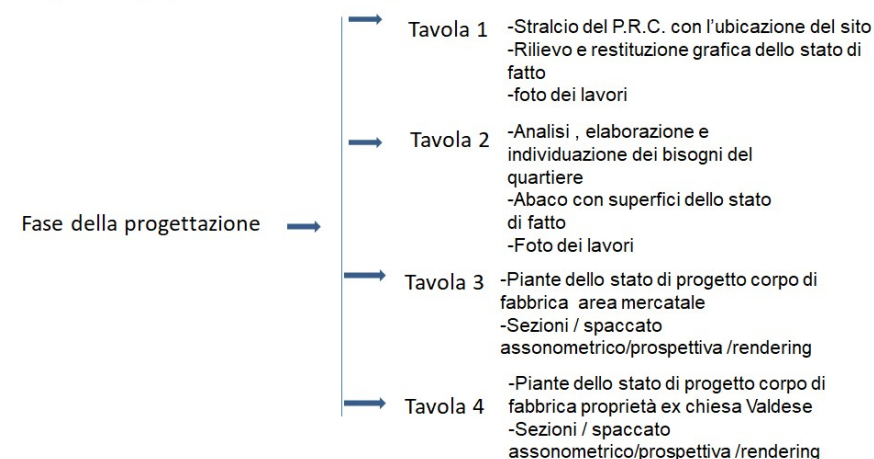 Fase della progettazione
Tavola 1
-Stralcio del P.R.C. con l’ubicazione del sito
-Rilievo e restituzione grafica dello stato di
fatto
-foto dei lavori
Tavola 2
-Analisi , elaborazione e
individuazione dei bisogni del
quartiere
-Abaco con superfici dello stato
di fatto
-Foto dei lavori
Tavola 3
-Piante dello stato di progetto corpo di
fabbrica area mercatale
-Sezioni / spaccato
assonometrico/prospettiva /rendering
Tavola 4
-Piante dello stato di progetto corpo di
fabbrica proprietà ex chiesa Valdese
-Sezioni / spaccato
assonometrico/prospettiva /rendering